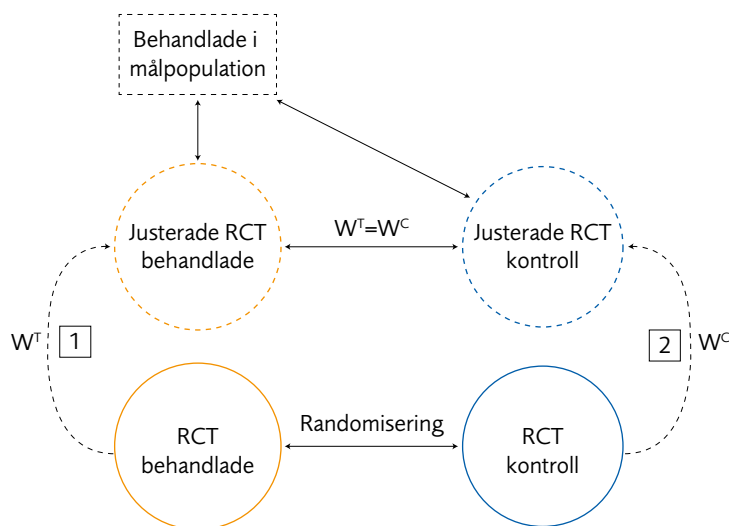 Behandlade i
målpopulation
Justerade RCT
behandlade
W^T=W^C
Justerade RCT
kontroll
W^T
1
2
W^C
RCT
behandlade
Randomisering
RCT
kontroll